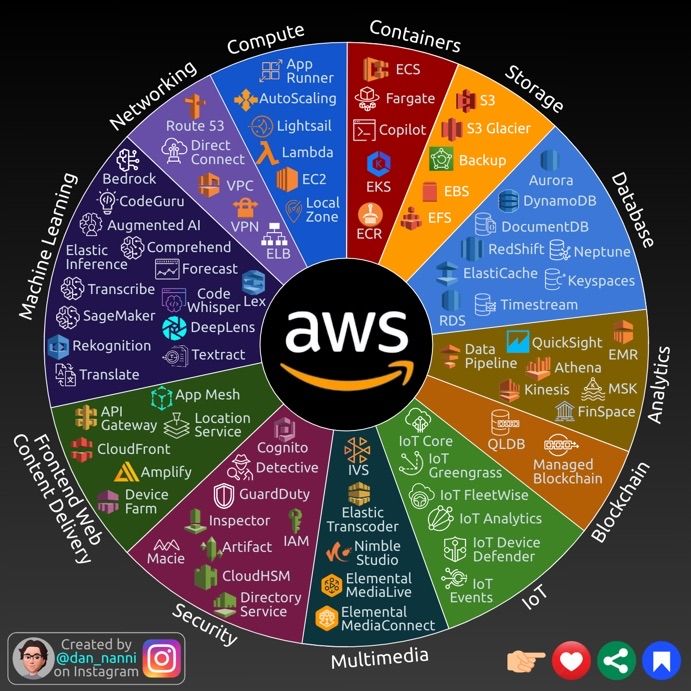 Compute
App
Runner
AutoScaling
Lightsail
Lambda
EC2
Local
Zone
Containers
ECS
Fargate
Copilot
EKS
ECR
Storage
S3
S3 Glacier
Backup
EBS
EFS
Database
Aurora
DynamoDB
DocumentDB
RedShift
Neptune
ElastiCache
Keyspaces
Timestream
RDS
Analytics
QuickSight
EMR
Data
Pipeline
Athena
Kinesis
MSK
FinSpace
Blockchain
QLDB
Managed
Blockchain
IoT
IoT Core
IoT
Greengrass
IoT FleetWise
IoT Analytics
IoT Device
Defender
IoT
Events
Multimedia
IVS
Elastic
Transcoder
Nimble
Studio
Elemental
MediaLive
Elemental
MediaConnect
Security
Cognito
Detective
GuardDuty
Inspector
IAM
Artifact
Macie
CloudHSM
Directory
Service
Frontend Web
Content Delivery
App Mesh
API
Gateway
Location
Service
CloudFront
Amplify
Device
Farm
Machine Learning
Bedrock
CodeGuru
Augmented AI
Elastic
Inference
Comprehend
Forecast
Transcribe
Code
Whisper
Lex
SageMaker
DeepLens
Rekognition
Textract
Translate
Networking
Route 53
Direct
Connect
VPC
VPN
ELB
aws
Created by
@dan_nanni
on Instagram